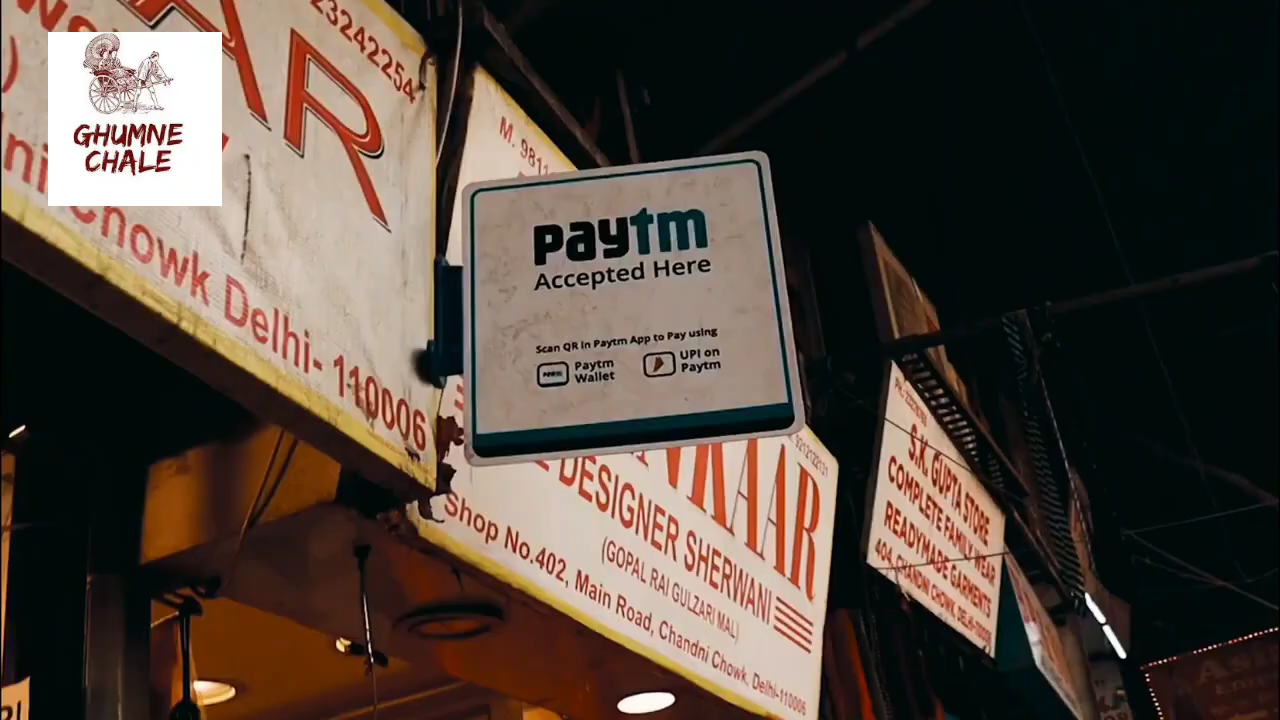 GHUMNE
CHALE
AR
23242254
Chowk Delhi- 110006
M. 9811
paytm
Accepted Here
Scan QR in Paytm App to Pay using
Paytm
Wallet
UPI on
Paytm
DESIGNER SHERWANI
(GOPAL RAI GULZARI MAL)
Shop No.402, Main Road, Chandni Chowk, Delhi-110006
S.K. GUPTA STORE
COMPLETE FAMILY WEAR
READYMADE GARMENTS
404, CHANDNI CHOWK, DELHI-110006